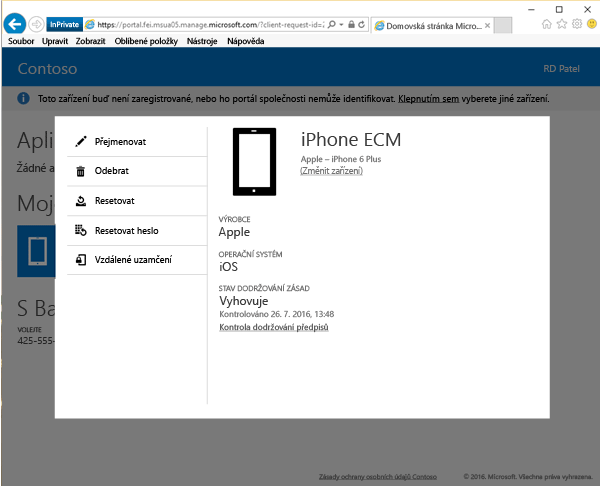 InPrivate
https://portal.fei.msua05.manage.microsoft.com/?client-request-id=
Domovská stránka Micro...
Soubor Upravit Zobrazit Oblíbené položky Nástroje Nápověda
Contoso
RD Patel
Toto zařízení buď není zaregistrované, nebo ho portál společnosti nemůže identifikovat. Klepnutím sem vyberete jiné zařízení.
Apli
Žádné a
Moj
S Ba
VOLEJTE
425-555-
Přejmenovat
Odebrat
Resetovat
Resetovat heslo
Vzdálené uzamčení
iPhone ECM
Apple – iPhone 6 Plus
(Změnit zařízení)
VÝROBCE
Apple
OPERAČNÍ SYSTÉM
iOS
STAV DODRŽOVÁNÍ ZÁSAD
Vyhovuje
Kontrolováno 26. 7. 2016, 13:48
Kontrola dodržování předpisů
Zásady ochrany osobních údajů Contoso
© 2016. Microsoft. Všechna práva vyhrazena.